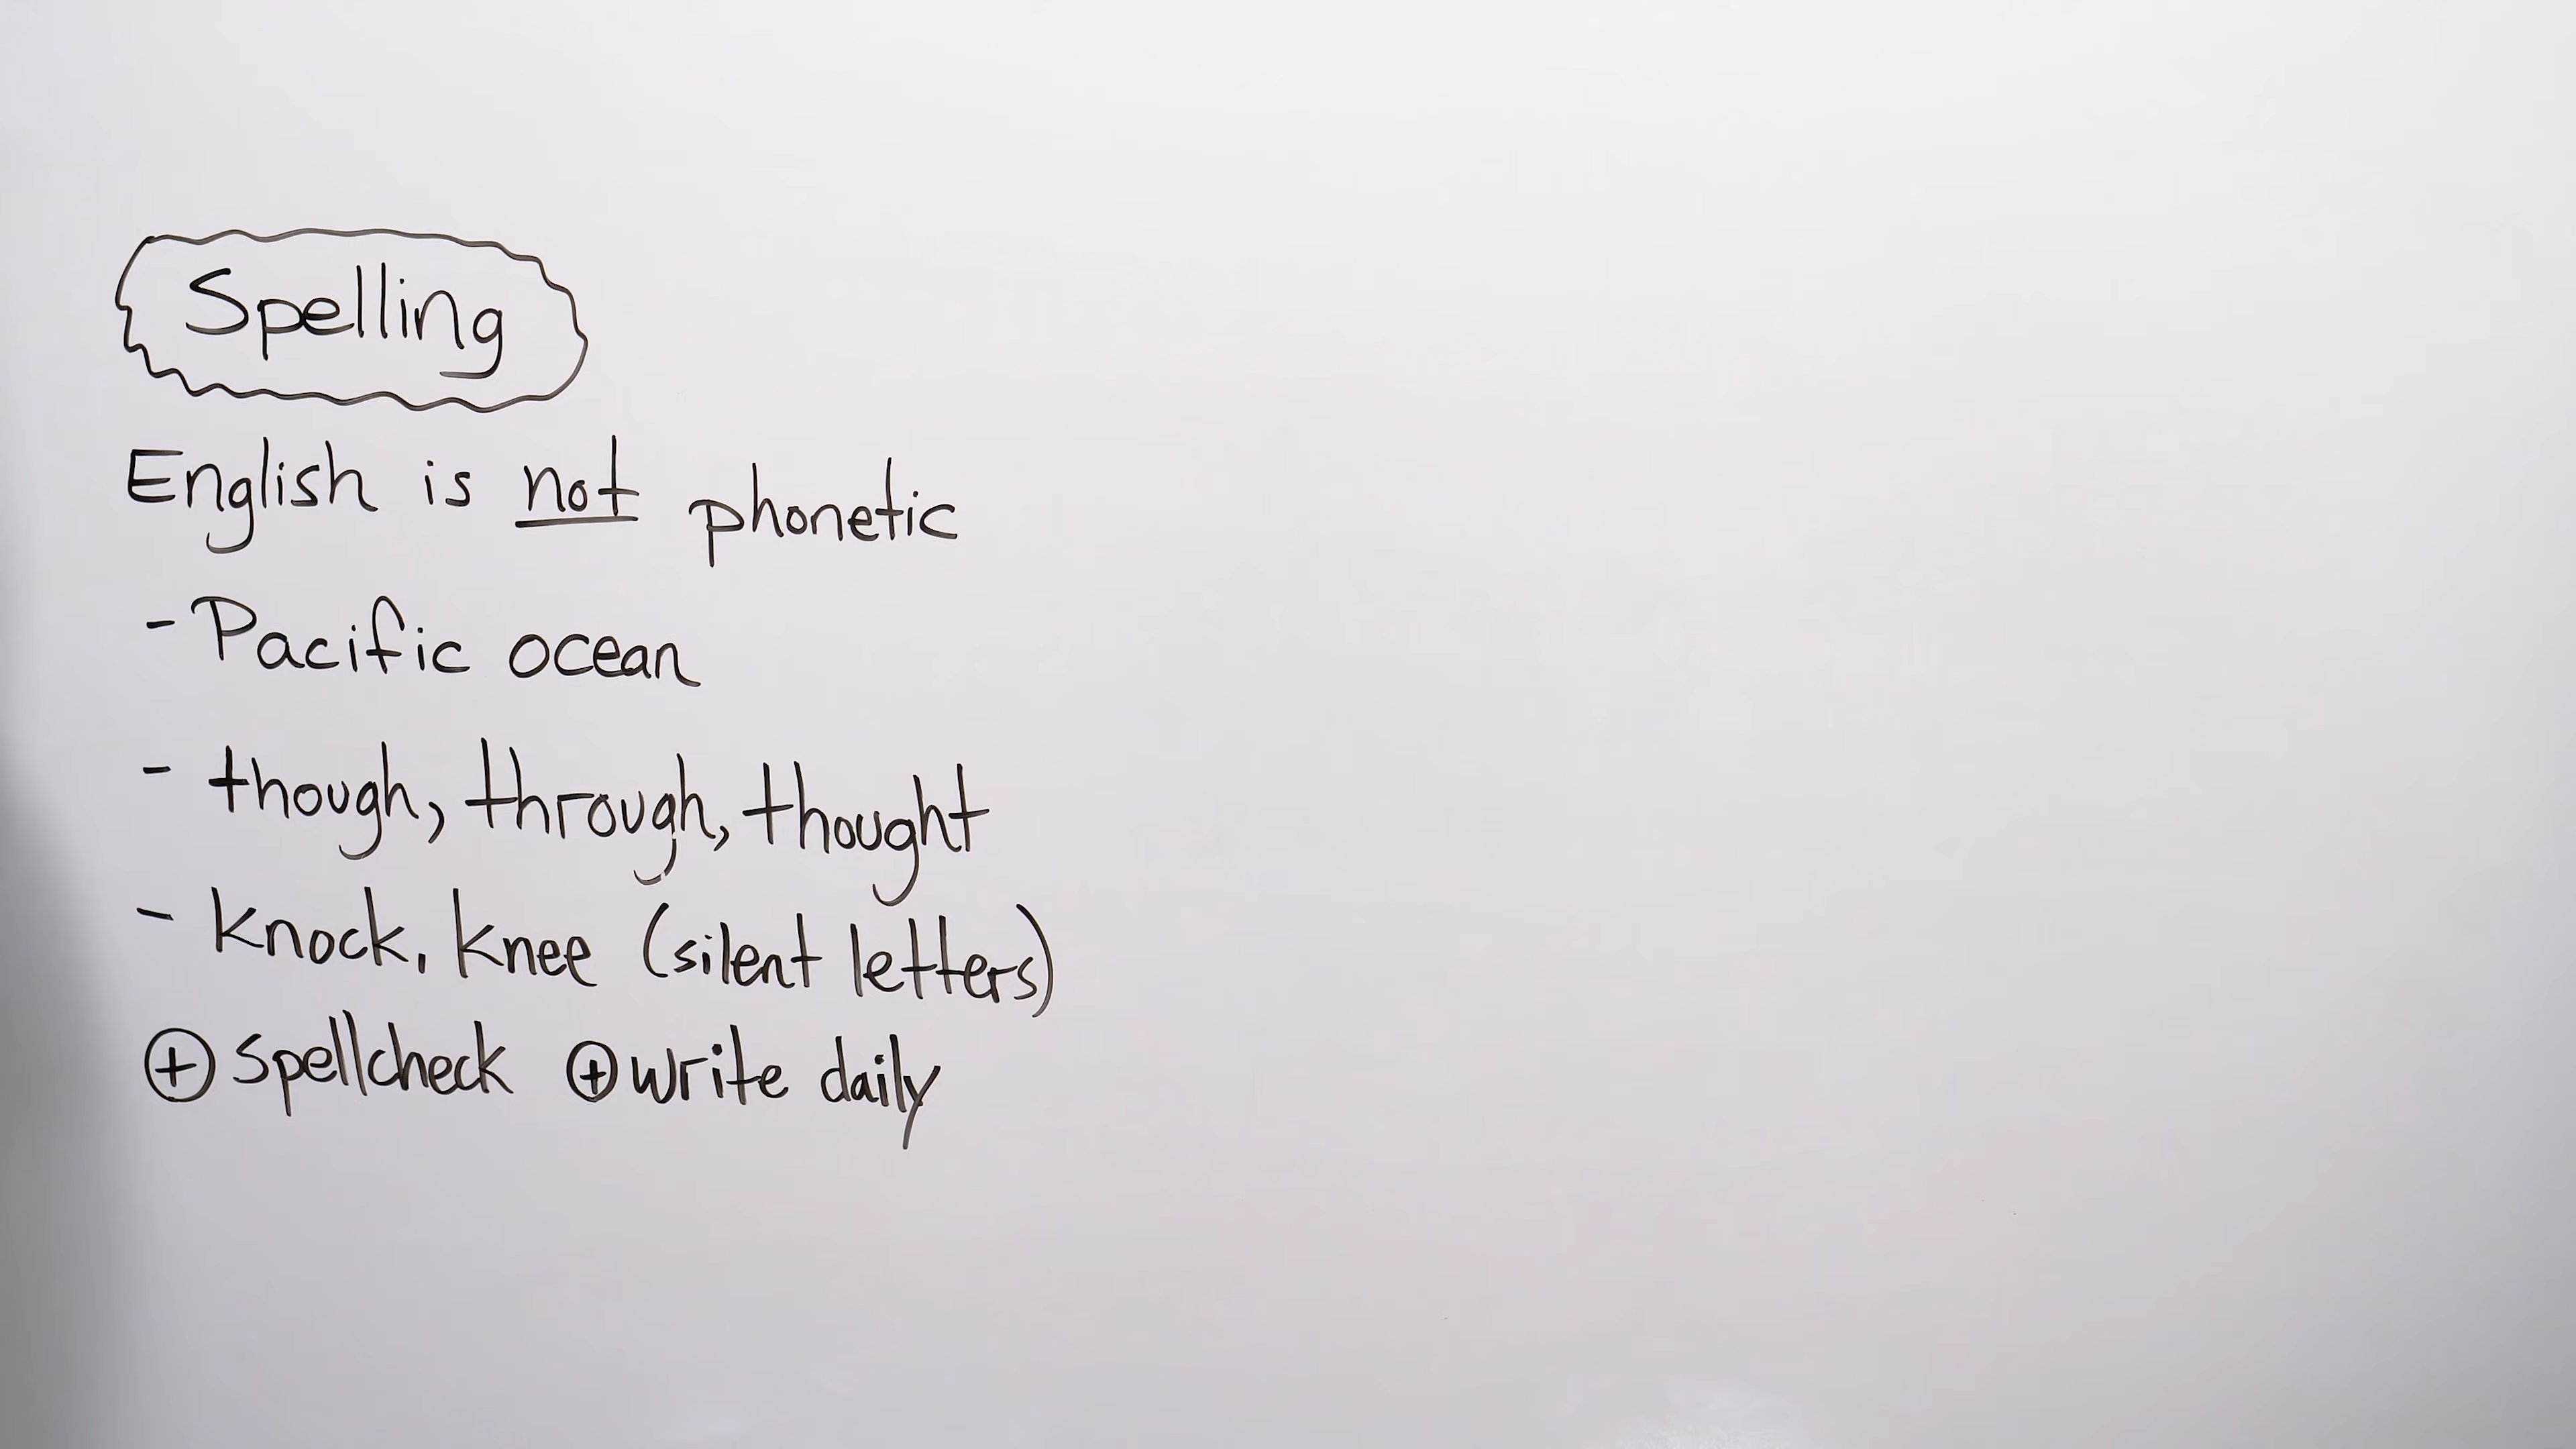 Spelling
English is not phonetic
- Pacific ocean
- though, through, thought
- knock, knee (silent letters)
⊕ spellcheck ⊕ write daily